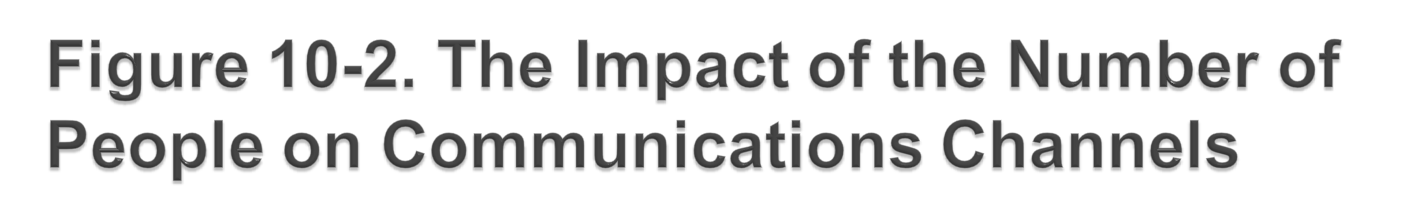 Figure 10-2. The Impact of the Number of
People on Communications Channels